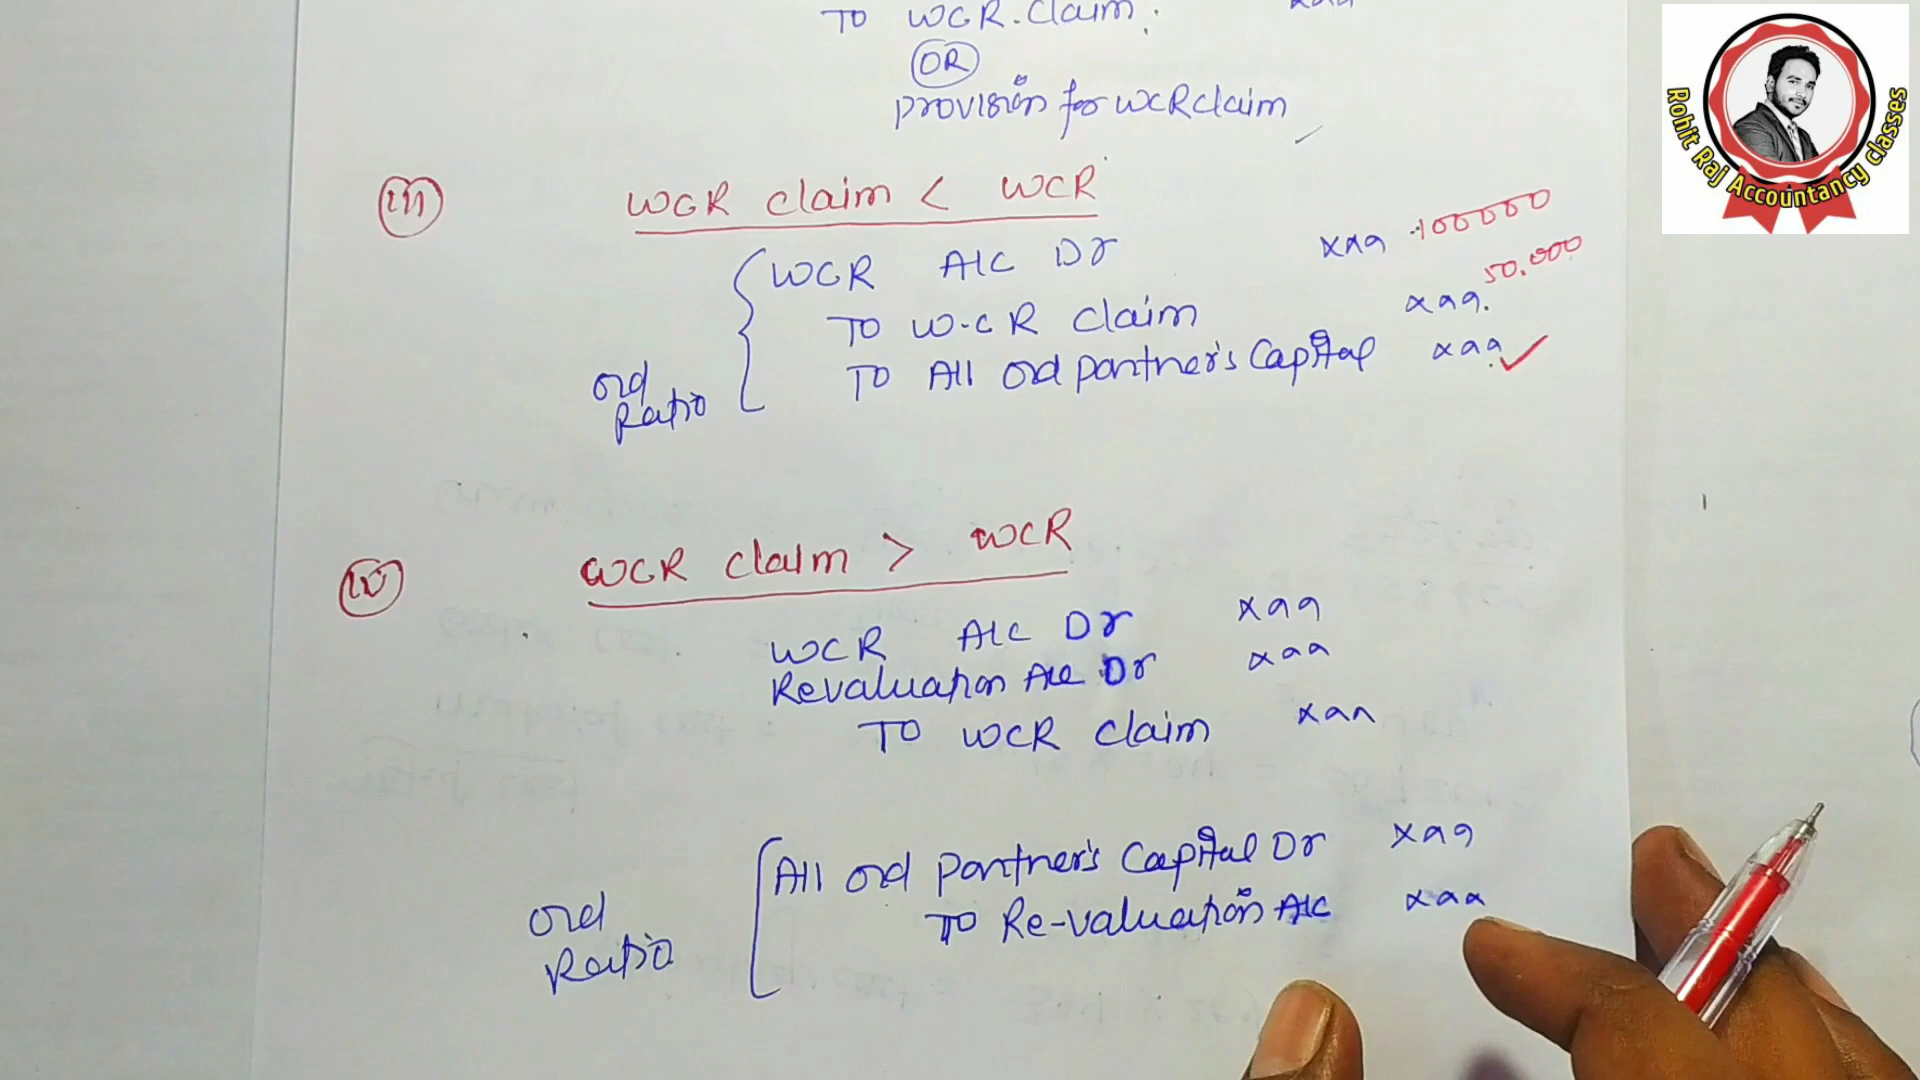 To WCR. Claim.
OR
provision for WCR claim
(iii) WCR claim < WCR
WCR A/C Dr xaa 100000
50.000
To W.C R claim xaa.
old Ratio To All old partner's Capital xaa
(iv) WCR claim > WCR
WCR A/C Dr xaa
Revaluation A/c Dr xaa
To WCR claim xaa
All old partner's Capital Dr xaa
old Ratio To Re-valuation A/C xaa
Rohit Raj Accountancy classes